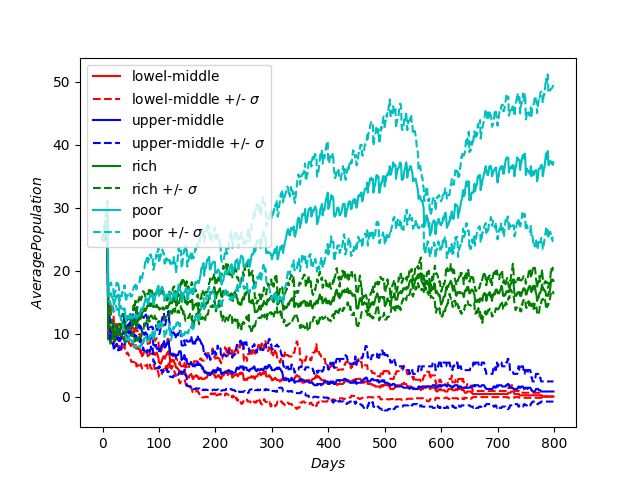 lowel-middle
lowel-middle +/- σ
upper-middle
upper-middle +/- σ
rich
rich +/- σ
poor
poor +/- σ
50
40
30
20
10
0
AveragePopulation
0 100 200 300 400 500 600 700 800
Days